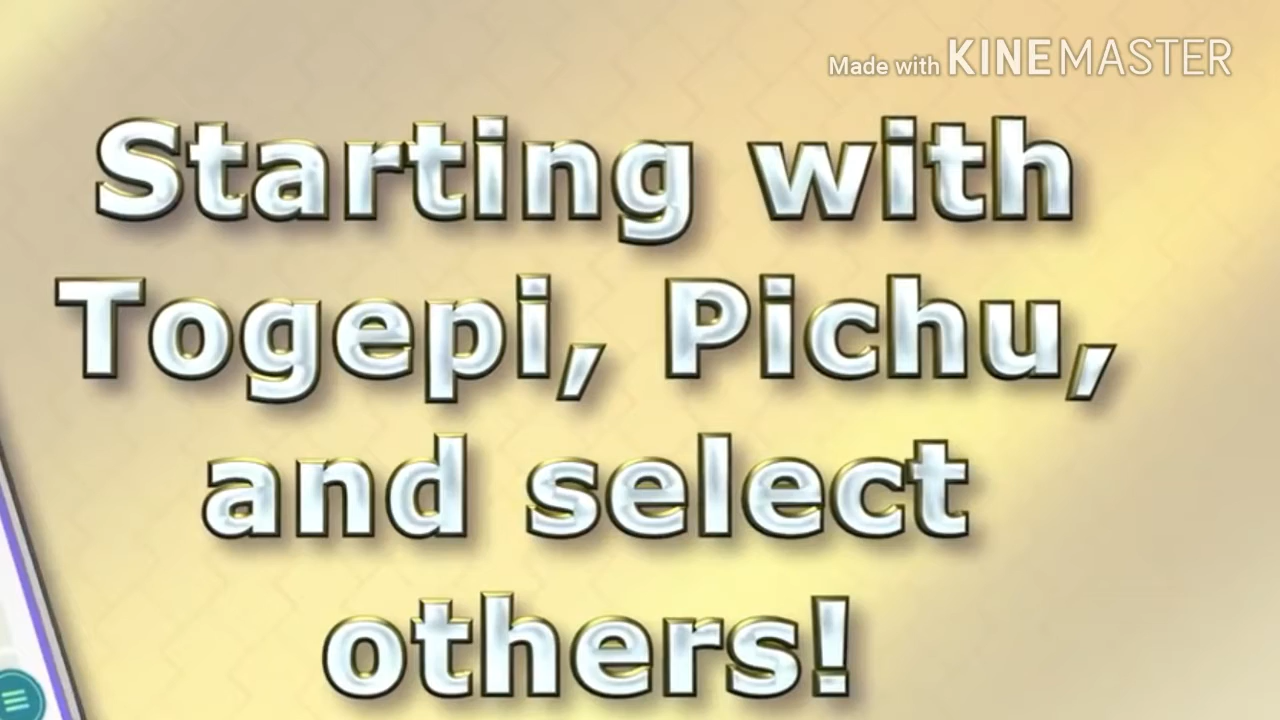 Made with KINEMASTER
Starting with
Togepi, Pichu,
and select
others!